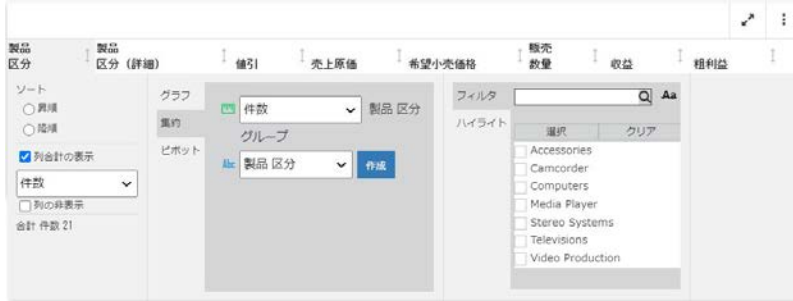 製品
区分
製品
区分 (詳細)
値引
売上原価
希望小売価格
販売
数量
収益
粗利益
ソート
昇順
降順
列合計の表示
件数
列の非表示
合計 件数 21
グラフ
集約
ピボット
件数
製品 区分
グループ
Abc
製品 区分
作成
フィルタ
Aa
ハイライト
選択
クリア
Accessories
Camcorder
Computers
Media Player
Stereo Systems
Televisions
Video Production